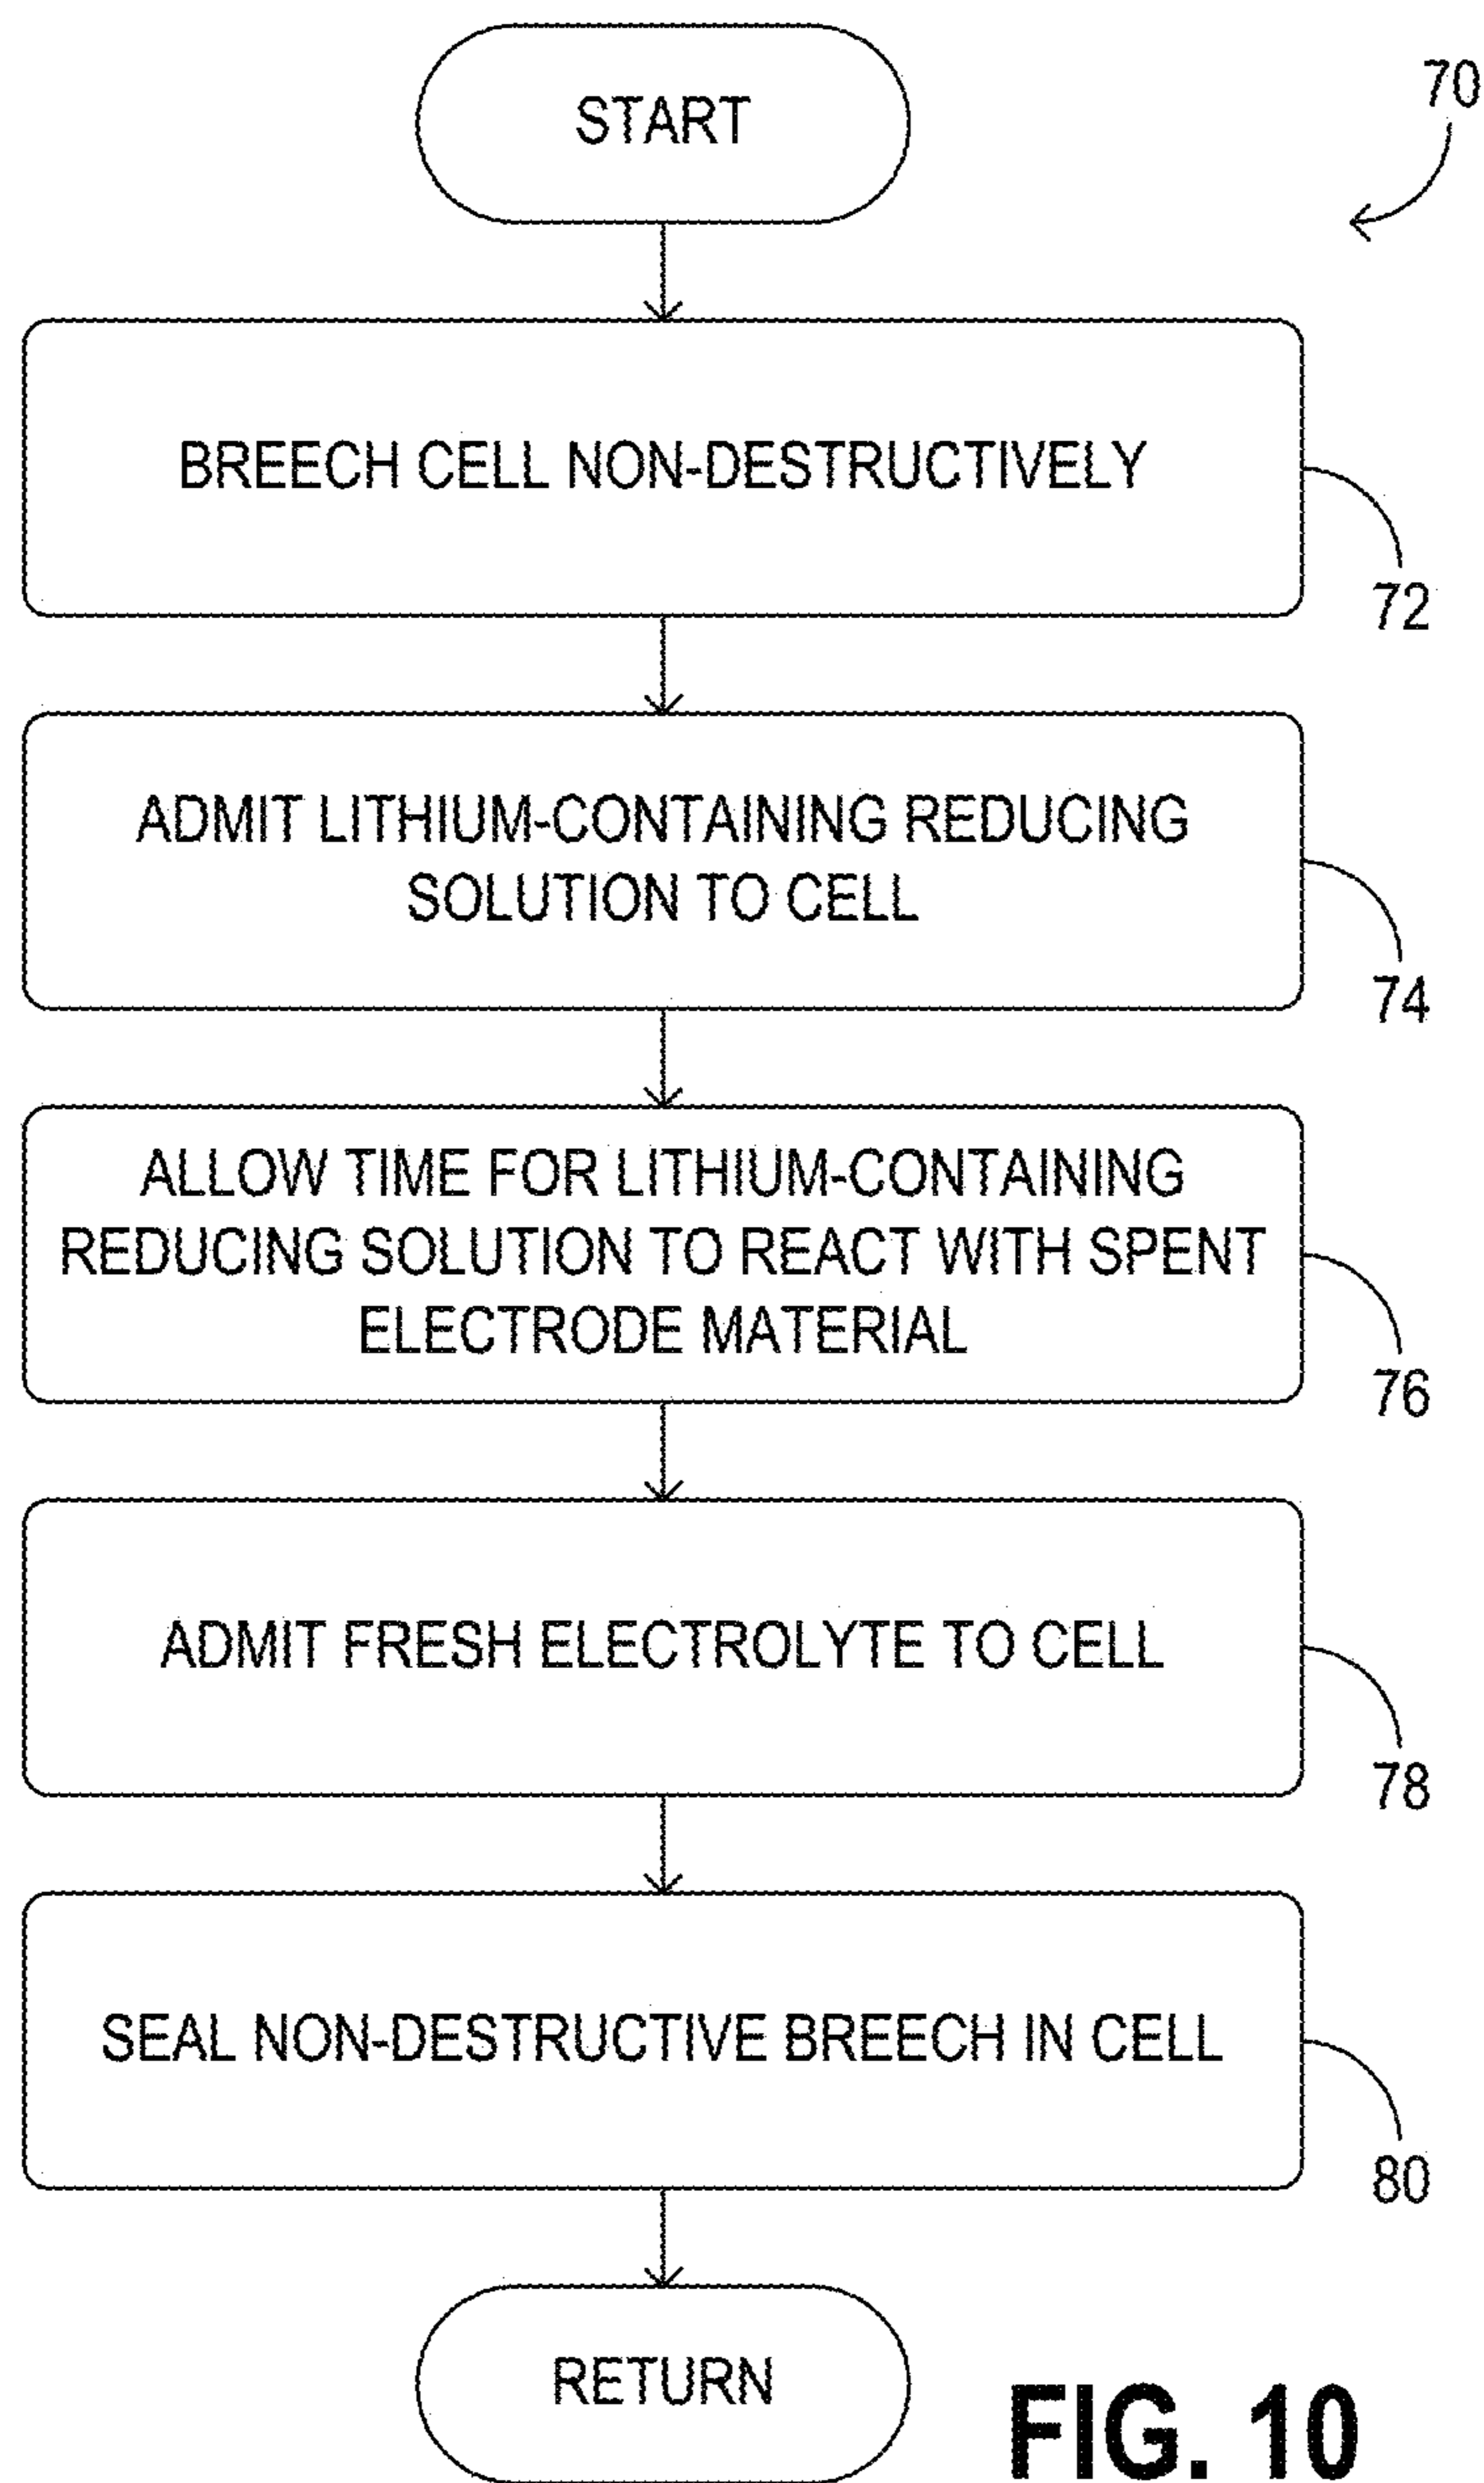 START
70
BREECH CELL NON-DESTRUCTIVELY
72
ADMIT LITHIUM-CONTAINING REDUCING
SOLUTION TO CELL
74
ALLOW TIME FOR LITHIUM-CONTAINING
REDUCING SOLUTION TO REACT WITH SPENT
ELECTRODE MATERIAL
76
ADMIT FRESH ELECTROLYTE TO CELL
78
SEAL NON-DESTRUCTIVE BREECH IN CELL
80
RETURN
FIG. 10